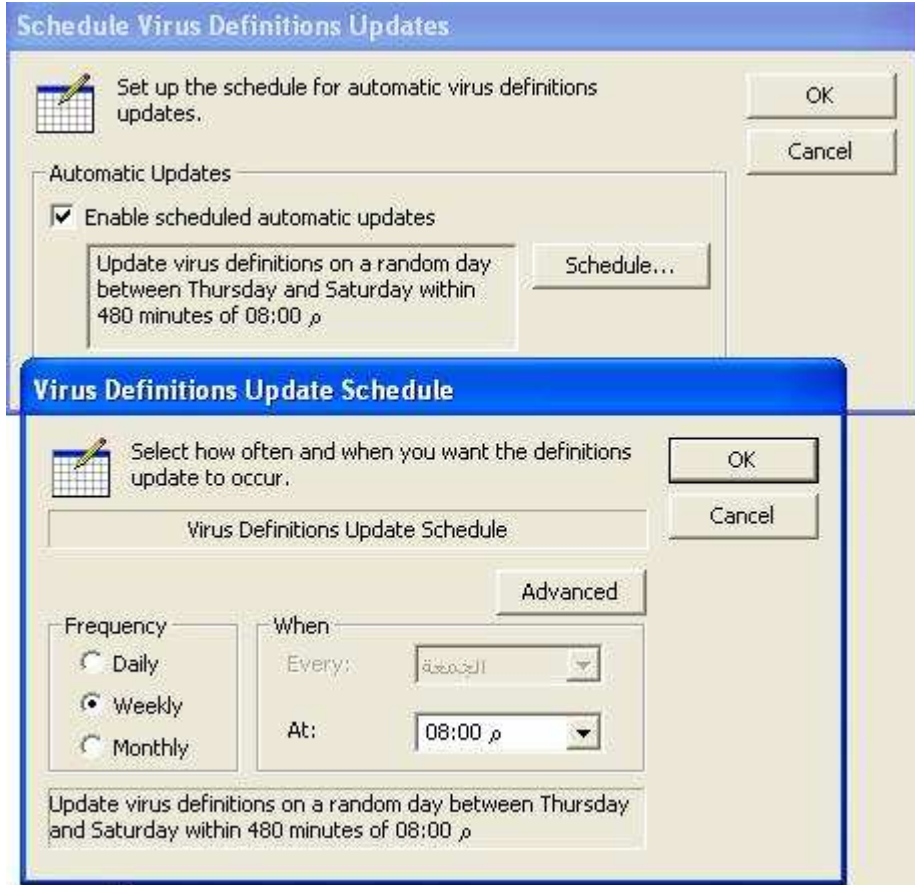 Schedule Virus Definitions Updates
Set up the schedule for automatic virus definitions
updates.
OK
Cancel
Automatic Updates
Enable scheduled automatic updates
Update virus definitions on a random day
between Thursday and Saturday within
480 minutes of 08:00 م
Schedule...
Virus Definitions Update Schedule
Select how often and when you want the definitions
update to occur.
OK
Cancel
Virus Definitions Update Schedule
Advanced
Frequency
Daily
Weekly
Monthly
When
Every: الجمعة
At: 08:00 م
Update virus definitions on a random day between Thursday
and Saturday within 480 minutes of 08:00 م